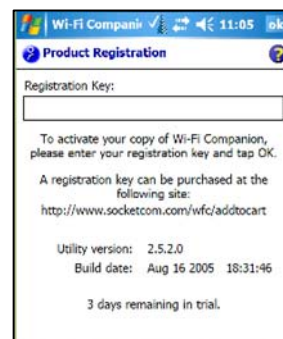 Wi-Fi Compani 11:05 ok
Product Registration ?
Registration Key:
To activate your copy of Wi-Fi Companion,
please enter your registration key and tap OK.
A registration key can be purchased at the
following site:
http://www.socketcom.com/wfc/addtocart
Utility version: 2.5.2.0
Build date: Aug 16 2005 18:31:46
3 days remaining in trial.